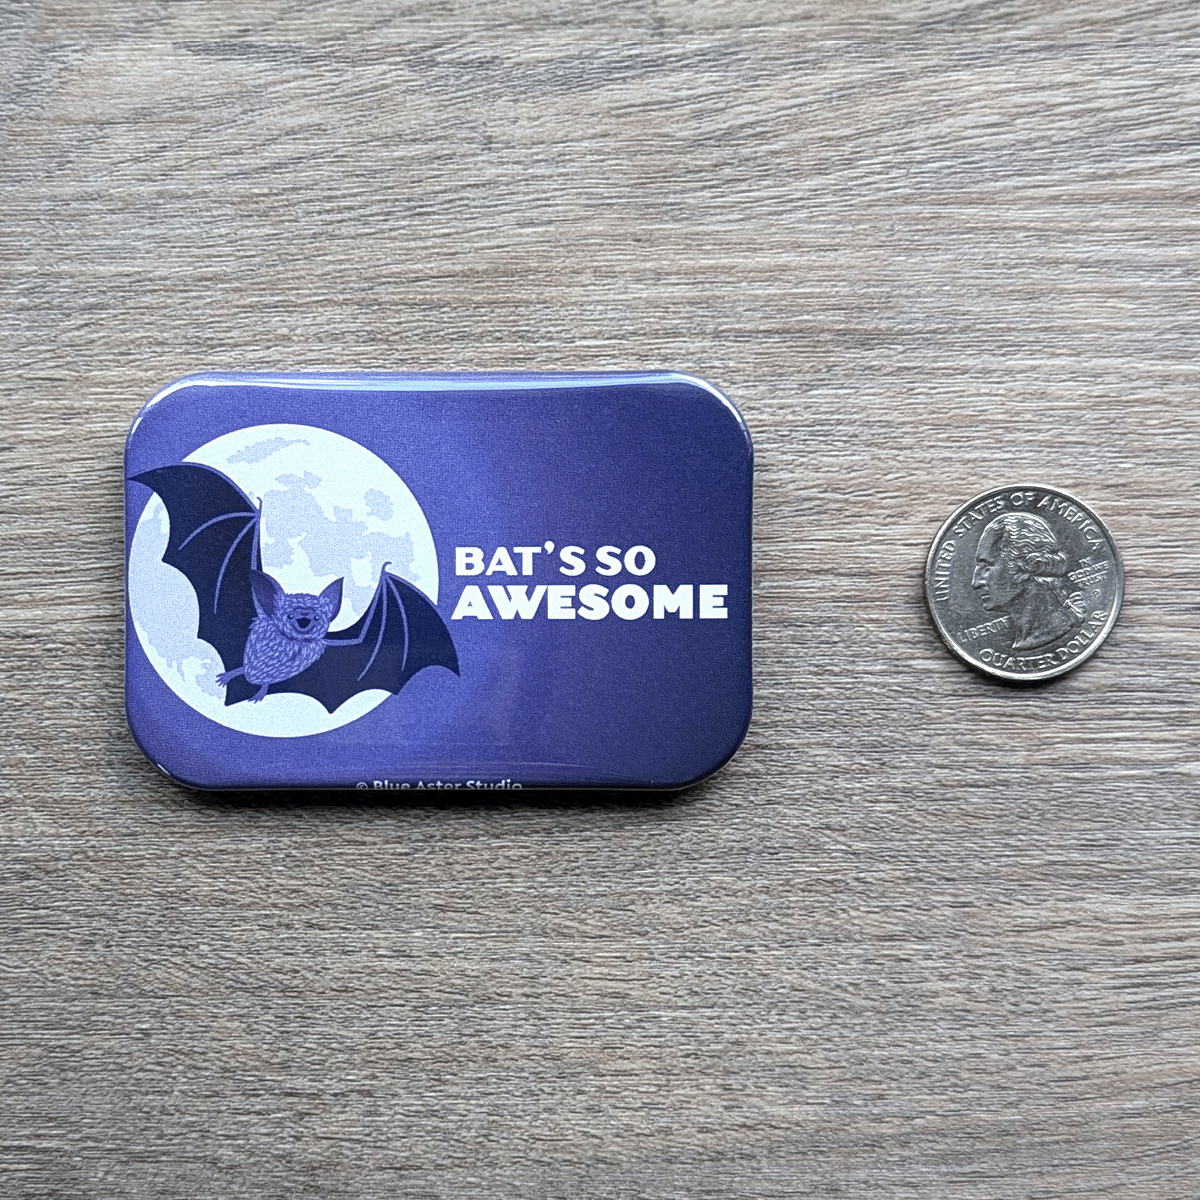 BAT'S SO
AWESOME
© Blue Aster Studio
UNITED STATES OF AMERICA
IN
GOD WE
TRUST
P
LIBERTY
QUARTER DOLLAR